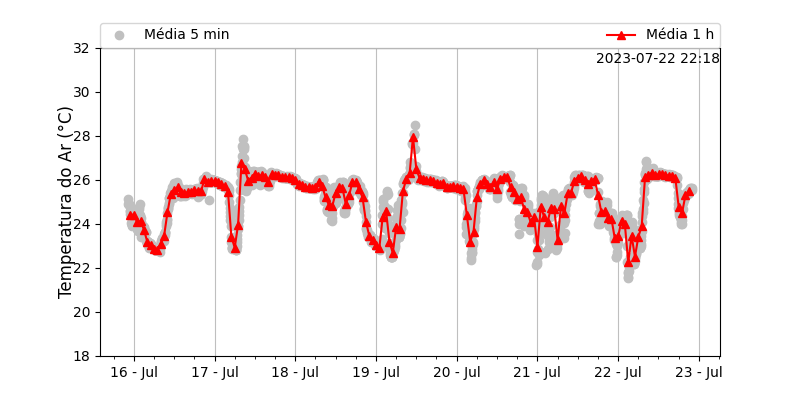 Média 5 min
Média 1 h
2023-07-22 22:18
Temperatura do Ar (°C)
32
30
28
26
24
22
20
18
16 - Jul
17 - Jul
18 - Jul
19 - Jul
20 - Jul
21 - Jul
22 - Jul
23 - Jul